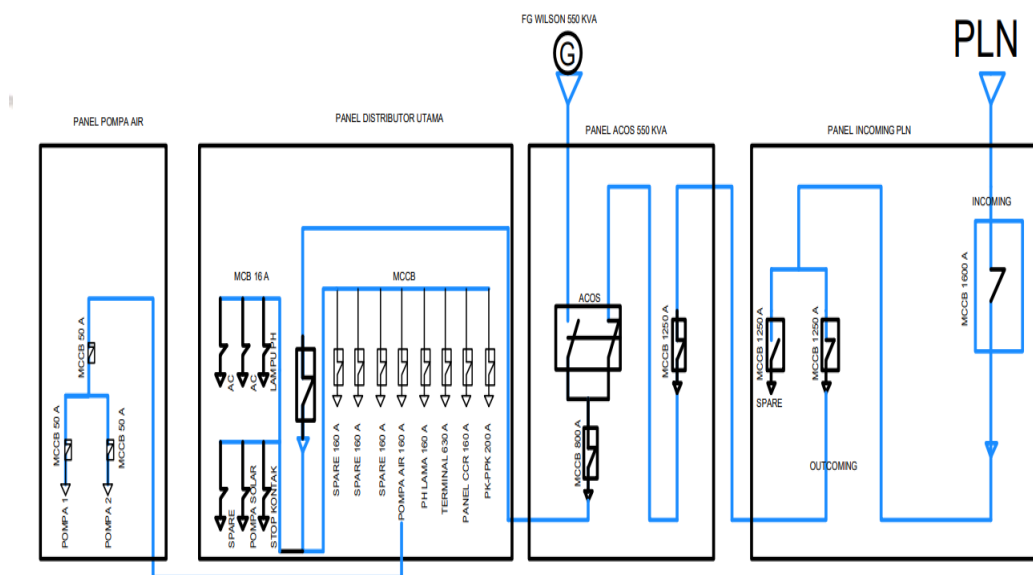 FG WILSON 550 KVA
G
PLN
PANEL POMPA AIR
PANEL DISTRIBUTOR UTAMA
PANEL ACOS 550 KVA
PANEL INCOMING PLN
MCCB 50 A
MCCB 50 A
MCCB 50 A
POMPA 1
POMPA 2
MCB 16 A
AC
AC
LAMPU PH
SPARE
POMPA SOLAR
STOP KONTAK
MCCB
SPARE 160 A
SPARE 160 A
SPARE 160 A
POMPA AIR 160 A
PH LAMA 160 A
TERMINAL 630 A
PANEL CCR 160 A
PK-PPK 200 A
ACOS
MCCB 800 A
MCCB 1250 A
MCCB 1250 A
SPARE
MCCB 1250 A
OUTCOMING
INCOMING
MCCB 1600 A